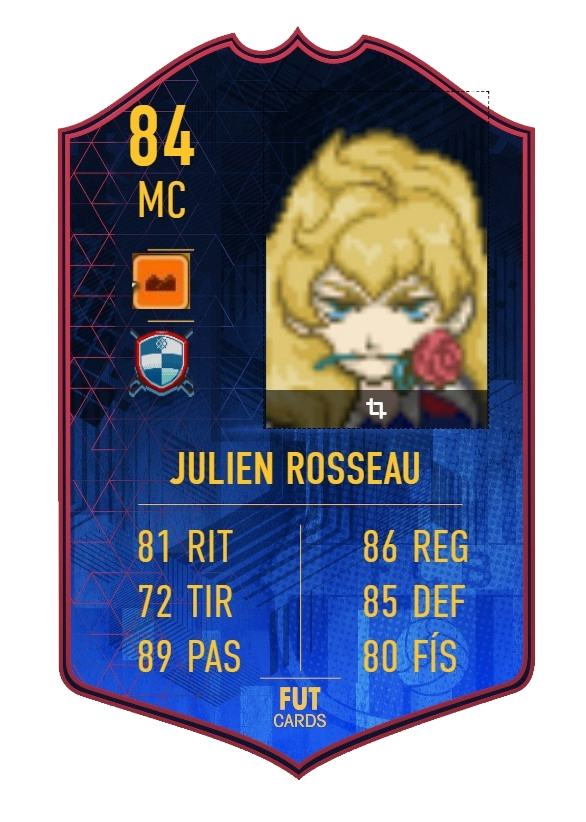 84
MC
JULIEN ROSSEAU
81 RIT
72 TIR
89 PAS
86 REG
85 DEF
80 FÍS
FUT
CARDS